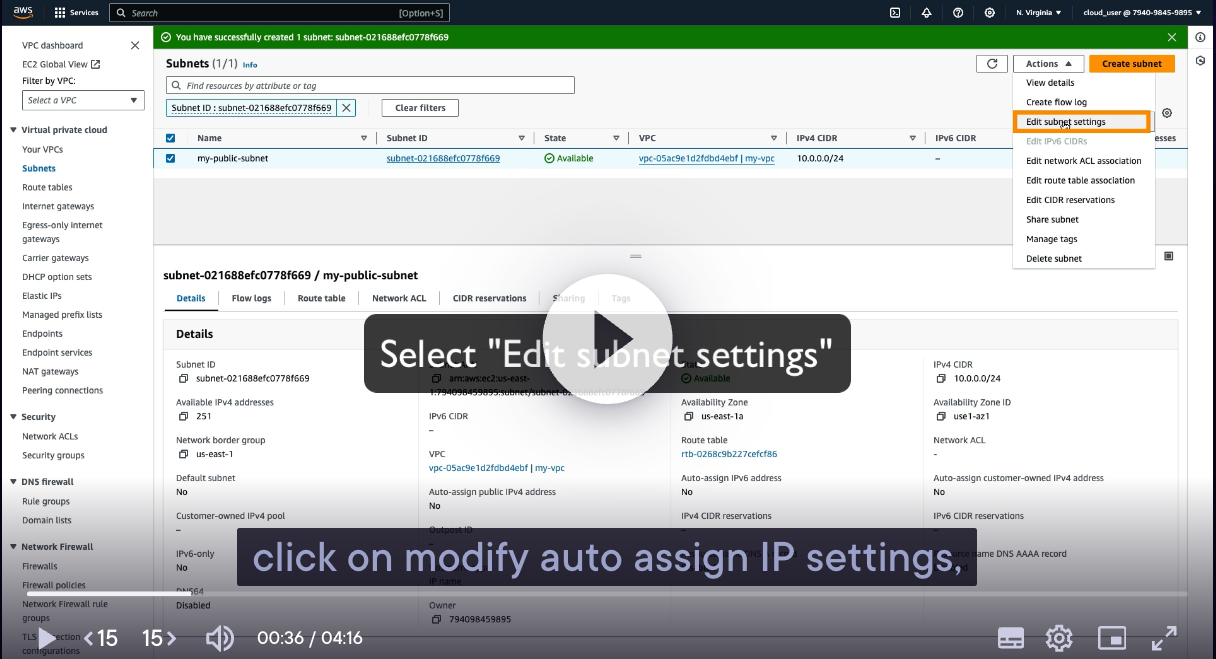 aws
Services
Search
[Option+S]
N. Virginia
cloud_user @ 7940-9845-9895
VPC dashboard
EC2 Global View
Filter by VPC:
Select a VPC
Virtual private cloud
Your VPCs
Subnets
Route tables
Internet gateways
Egress-only internet
gateways
Carrier gateways
DHCP option sets
Elastic IPs
Managed prefix lists
Endpoints
Endpoint services
NAT gateways
Peering connections
Security
Network ACLs
Security groups
DNS firewall
Rule groups
Domain lists
Network Firewall
Firewalls
Firewall policies
Network Firewall rule
groups
configurations
You have successfully created 1 subnet: subnet-021688efc0778f669
Subnets (1/1) Info
Actions
Create subnet
Find resources by attribute or tag
Subnet ID : subnet-021688efc0778f669
Clear filters
Name
Subnet ID
State
VPC
IPv4 CIDR
IPv6 CIDR
my-public-subnet
subnet-021688efc0778f669
Available
vpc-05ac9e1d2fdbd4ebf | my-vpc
10.0.0.0/24
–
View details
Create flow log
Edit subnet settings
Edit IPv6 CIDRs
Edit network ACL association
Edit route table association
Edit CIDR reservations
Share subnet
Manage tags
Delete subnet
subnet-021688efc0778f669 / my-public-subnet
Details
Flow logs
Route table
Network ACL
CIDR reservations
Sharing
Tags
Details
Select "Edit subnet settings"
Subnet ID
subnet-021688efc0778f669
Available IPv4 addresses
251
Network border group
us-east-1
Default subnet
No
Customer-owned IPv4 pool
–
IPv6-only
No
DNS64
Disabled
arn:aws:ec2:us-east-
IPv6 CIDR
–
VPC
vpc-05ac9e1d2fdbd4ebf | my-vpc
Auto-assign public IPv4 address
No
Outpost ID
IP name
Owner
794098459895
Available
Availability Zone
us-east-1a
Route table
rtb-0268c9b227cefcf86
Auto-assign IPv6 address
No
IPv4 CIDR reservations
–
IPv4 CIDR
10.0.0.0/24
Availability Zone ID
use1-az1
Network ACL
-
Auto-assign customer-owned IPv4 address
No
IPv6 CIDR reservations
–
name DNS AAAA record
click on modify auto assign IP settings,
15
15
00:36 / 04:16